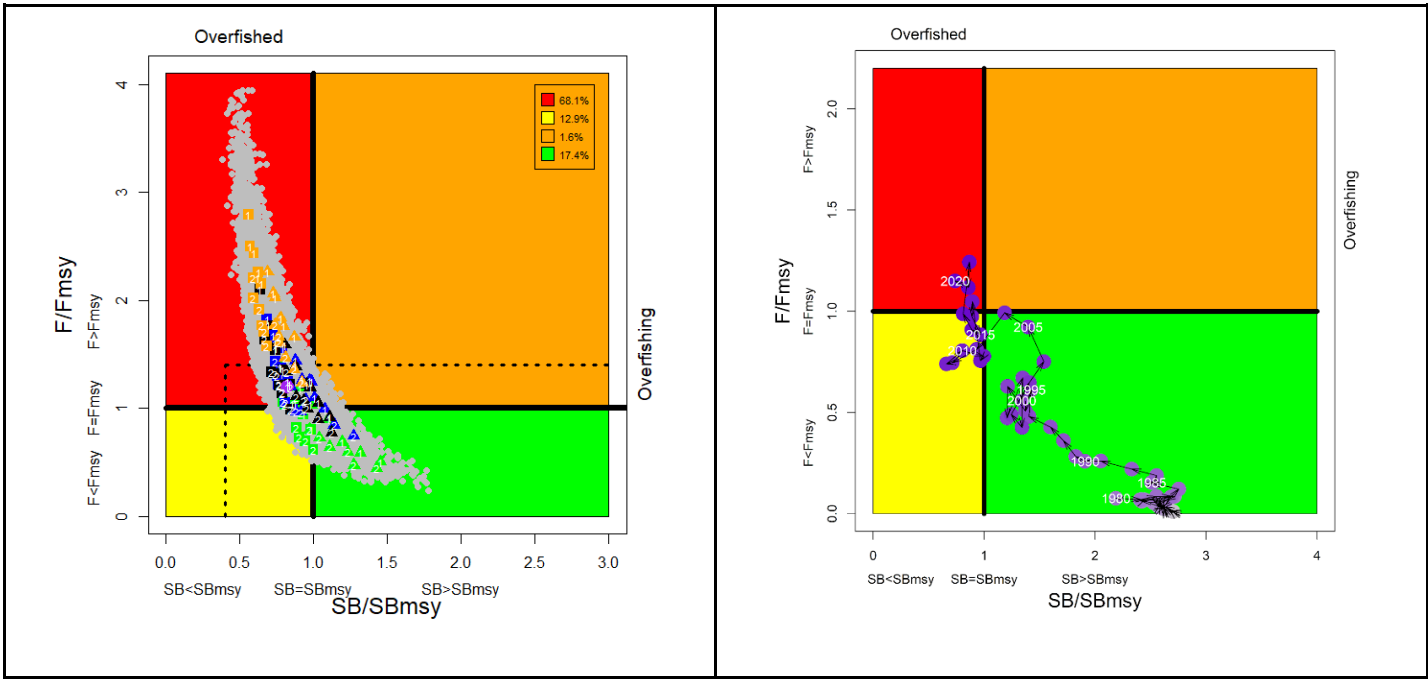 Overfished
4
3
2
1
0
F/Fmsy
F>Fmsy
F=Fmsy
F<Fmsy
68.1%
12.9%
1.6%
17.4%
Overfishing
0.0 0.5 1.0 1.5 2.0 2.5 3.0
SB<SBmsy SB=SBmsy SB>SBmsy
SB/SBmsy
Overfished
2.0
1.5
1.0
0.5
0.0
F/Fmsy
F>Fmsy
F=Fmsy
F<Fmsy
2020
2015
2010
2005
1995
2000
1990
1985
1980
Overfishing
0 1 2 3 4
SB<SBmsy SB=SBmsy SB>SBmsy
SB/SBmsy